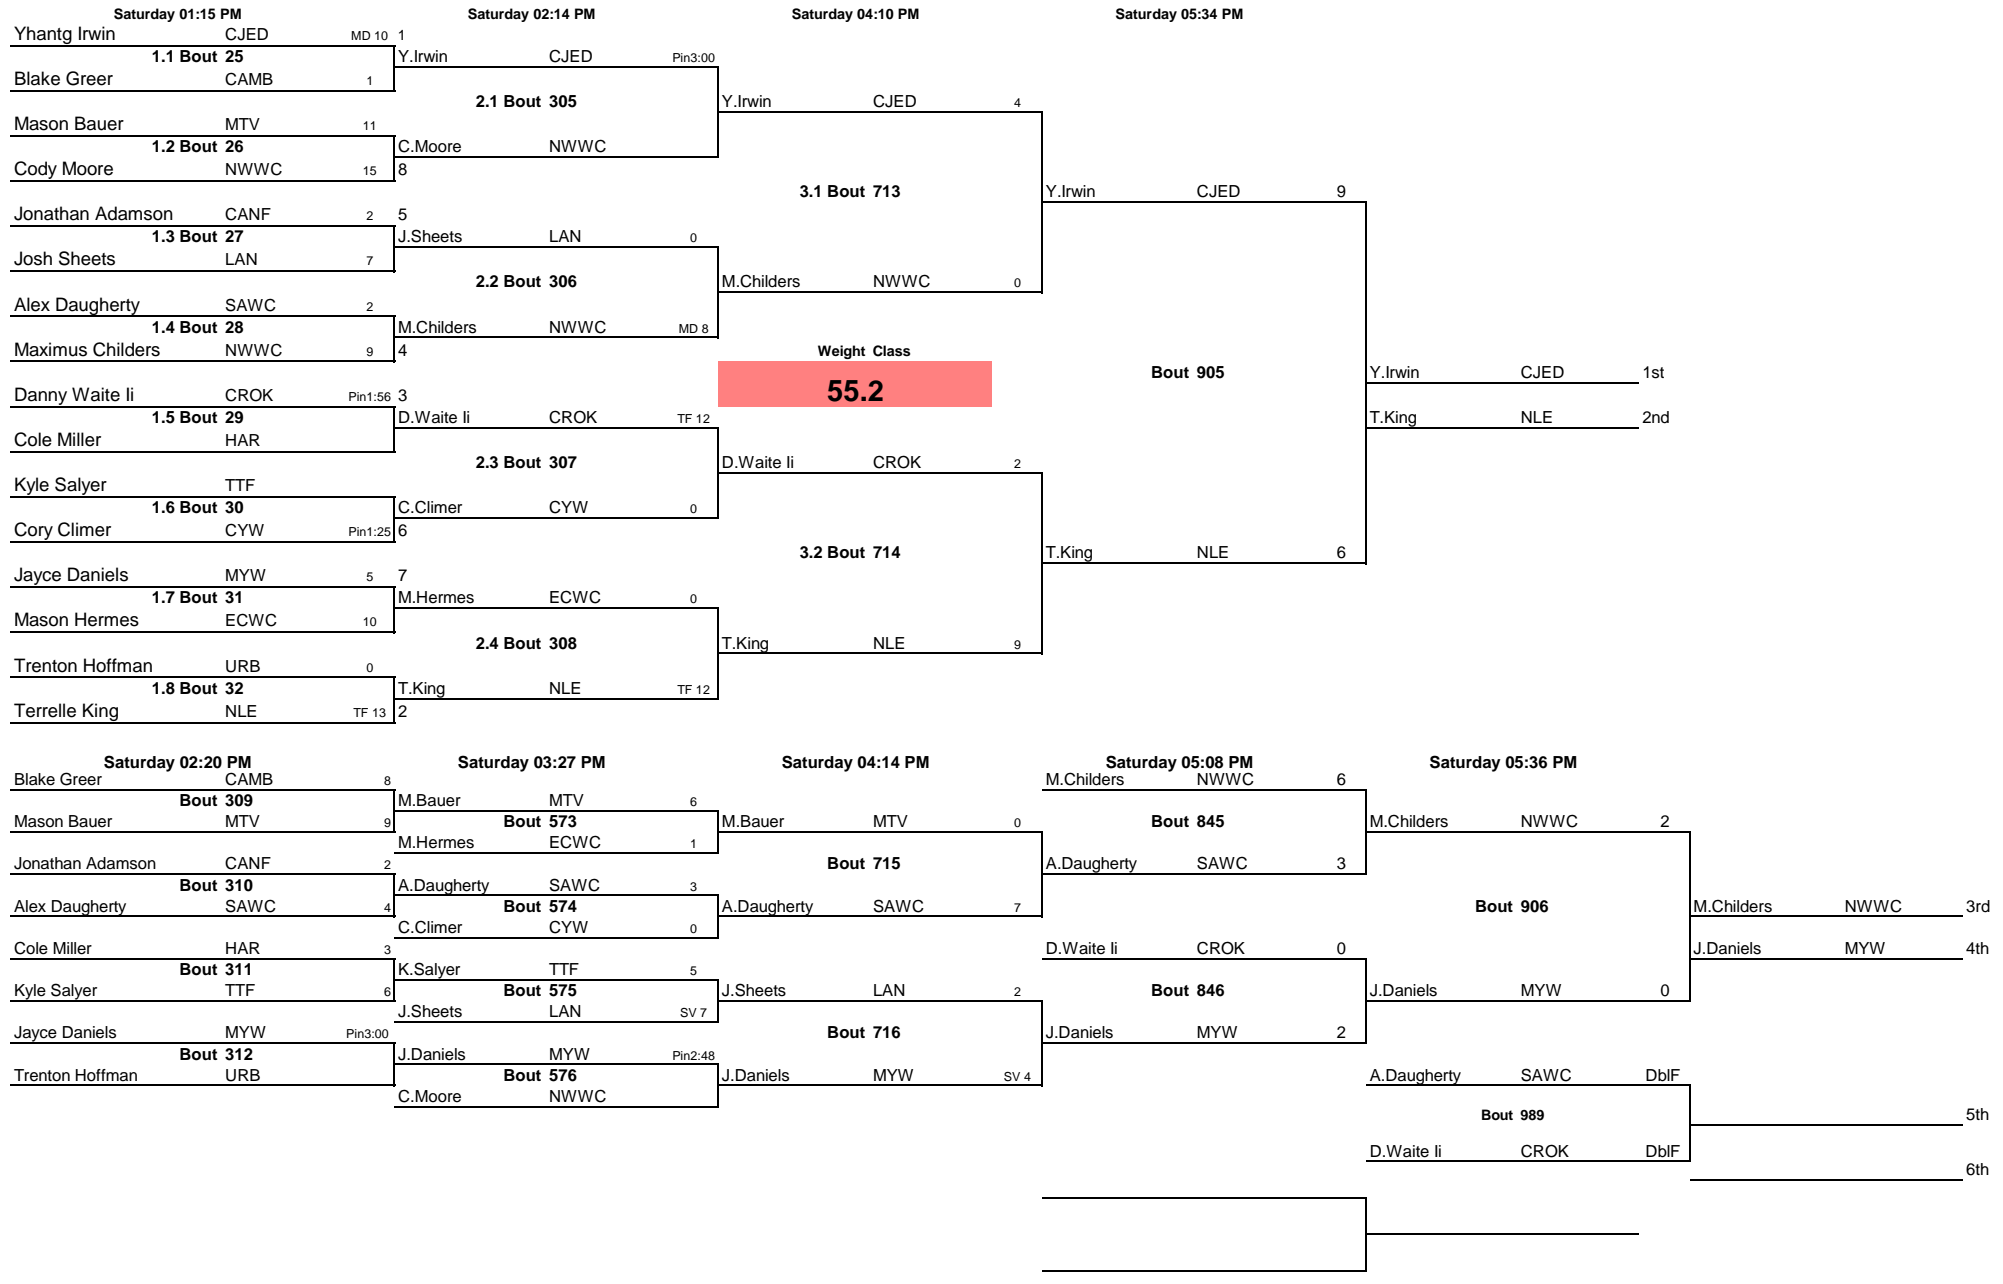 Saturday 01:15 PM Saturday 02:14 PM Saturday 04:10 PM Saturday 05:34 PM
Yhantg Irwin CJED MD 10 1
1.1 Bout 25 Y.Irwin CJED Pin3:00
Blake Greer CAMB 1
2.1 Bout 305 Y.Irwin CJED 4
Mason Bauer MTV 11
1.2 Bout 26 C.Moore NWWC
Cody Moore NWWC 15 8
3.1 Bout 713 Y.Irwin CJED 9
Jonathan Adamson CANF 2 5
1.3 Bout 27 J.Sheets LAN 0
Josh Sheets LAN 7
2.2 Bout 306 M.Childers NWWC 0
Alex Daugherty SAWC 2
1.4 Bout 28 M.Childers NWWC MD 8
Maximus Childers NWWC 9 4 Weight Class
Bout 905 Y.Irwin CJED 1st
55.2
Danny Waite Ii CROK Pin1:56 3
1.5 Bout 29 D.Waite Ii CROK TF 12 T.King NLE 2nd
Cole Miller HAR
2.3 Bout 307 D.Waite Ii CROK 2
Kyle Salyer TTF
1.6 Bout 30 C.Climer CYW 0
Cory Climer CYW Pin1:25 6
3.2 Bout 714 T.King NLE 6
Jayce Daniels MYW 5 7
1.7 Bout 31 M.Hermes ECWC 0
Mason Hermes ECWC 10
2.4 Bout 308 T.King NLE 9
Trenton Hoffman URB 0
1.8 Bout 32 T.King NLE TF 12
Terrelle King NLE TF 13 2
Saturday 02:20 PM Saturday 03:27 PM Saturday 04:14 PM Saturday 05:08 PM Saturday 05:36 PM
Blake Greer CAMB 8 M.Childers NWWC 6
Bout 309 M.Bauer MTV 6
Mason Bauer MTV 9 Bout 573 M.Bauer MTV 0 Bout 845 M.Childers NWWC 2
M.Hermes ECWC 1
Jonathan Adamson CANF 2 Bout 715 A.Daugherty SAWC 3
Bout 310 A.Daugherty SAWC 3
Alex Daugherty SAWC 4 Bout 574 A.Daugherty SAWC 7 Bout 906 M.Childers NWWC 3rd
C.Climer CYW 0
Cole Miller HAR 3 D.Waite Ii CROK 0 J.Daniels MYW 4th
Bout 311 K.Salyer TTF 5
Kyle Salyer TTF 6 Bout 575 J.Sheets LAN 2 Bout 846 J.Daniels MYW 0
J.Sheets LAN SV 7
Jayce Daniels MYW Pin3:00 Bout 716 J.Daniels MYW 2
Bout 312 J.Daniels MYW Pin2:48
Trenton Hoffman URB Bout 576 J.Daniels MYW SV 4 A.Daugherty SAWC DblF
C.Moore NWWC
Bout 989 5th
D.Waite Ii CROK DblF
6th